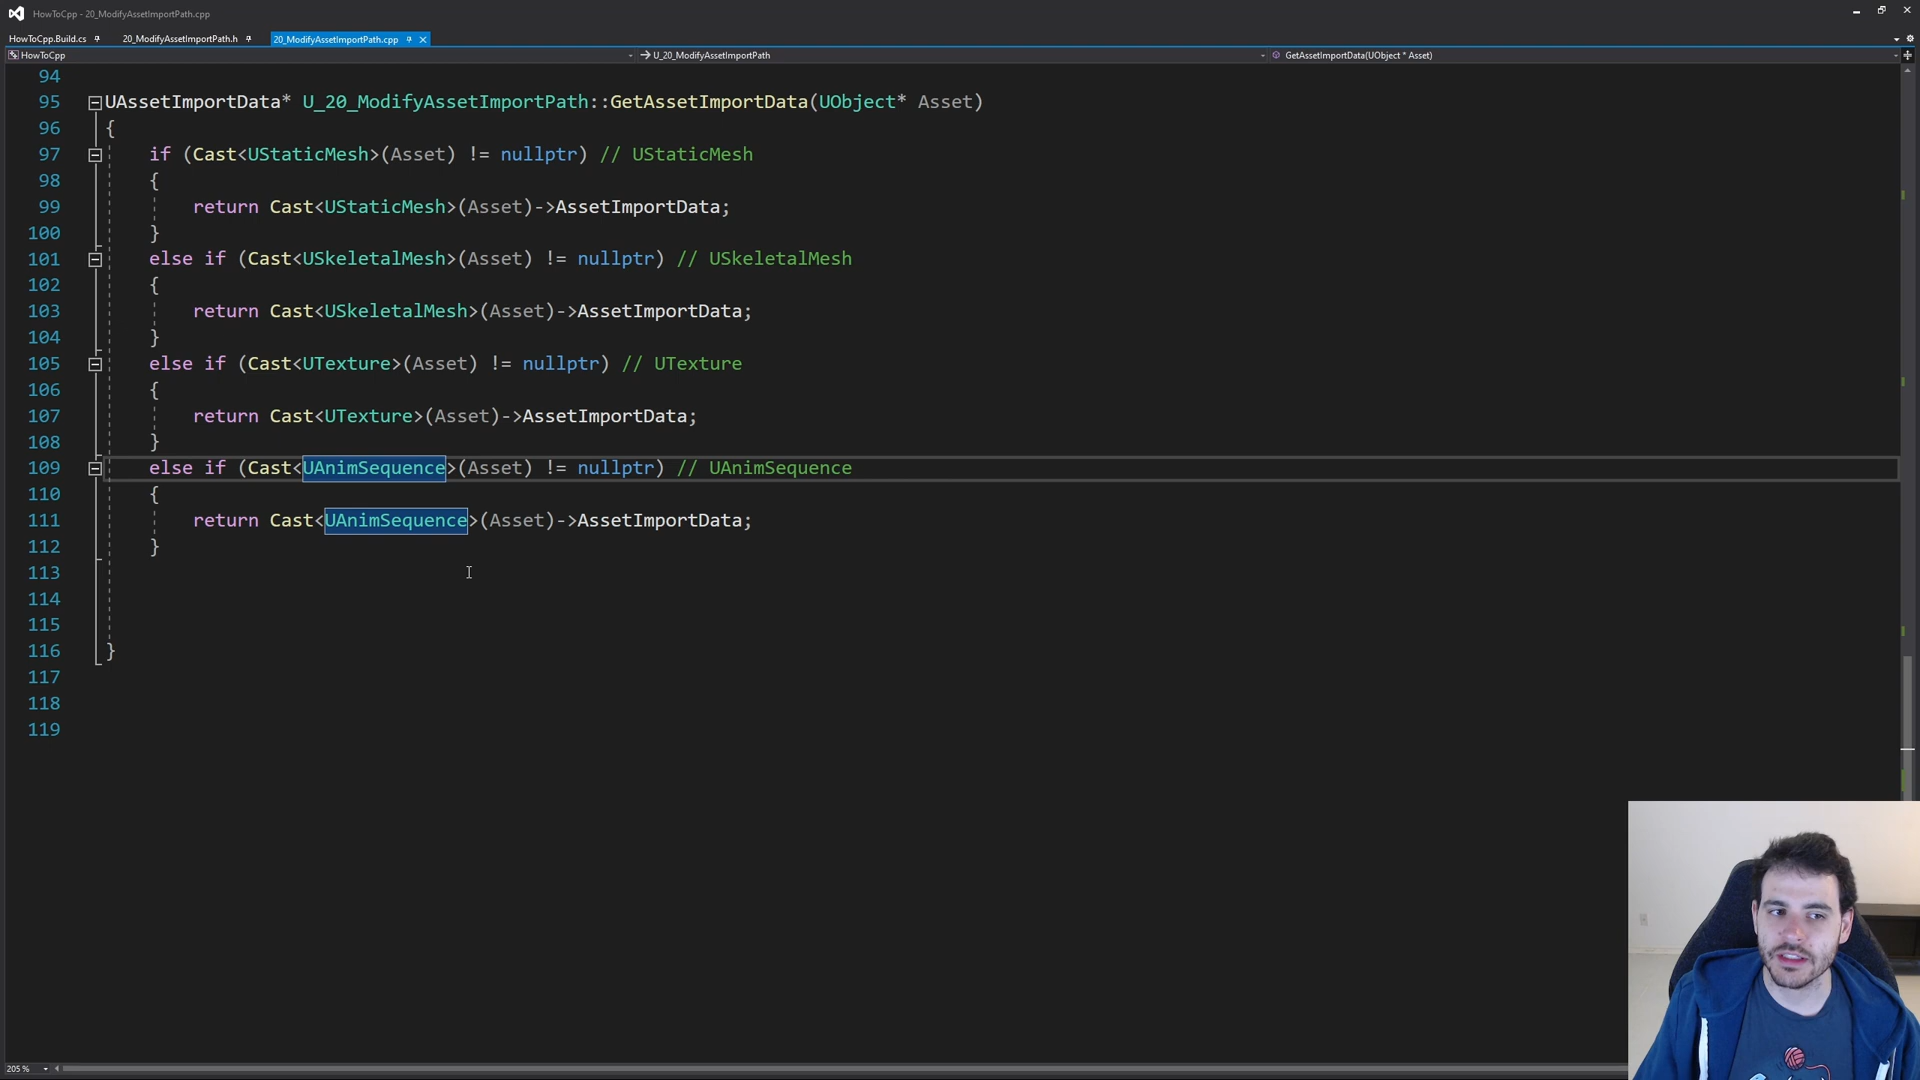 HowToCpp - 20_ModifyAssetImportPath.cpp
HowToCpp.Build.cs 20_ModifyAssetImportPath.h 20_ModifyAssetImportPath.cpp
HowToCpp U_20_ModifyAssetImportPath GetAssetImportData(UObject * Asset)
94
95 UAssetImportData* U_20_ModifyAssetImportPath::GetAssetImportData(UObject* Asset)
96 {
97 if (Cast<UStaticMesh>(Asset) != nullptr) // UStaticMesh
98 {
99 return Cast<UStaticMesh>(Asset)->AssetImportData;
100 }
101 else if (Cast<USkeletalMesh>(Asset) != nullptr) // USkeletalMesh
102 {
103 return Cast<USkeletalMesh>(Asset)->AssetImportData;
104 }
105 else if (Cast<UTexture>(Asset) != nullptr) // UTexture
106 {
107 return Cast<UTexture>(Asset)->AssetImportData;
108 }
109 else if (Cast<UAnimSequence>(Asset) != nullptr) // UAnimSequence
110 {
111 return Cast<UAnimSequence>(Asset)->AssetImportData;
112 }
113
114
115
116 }
117
118
119
205 %